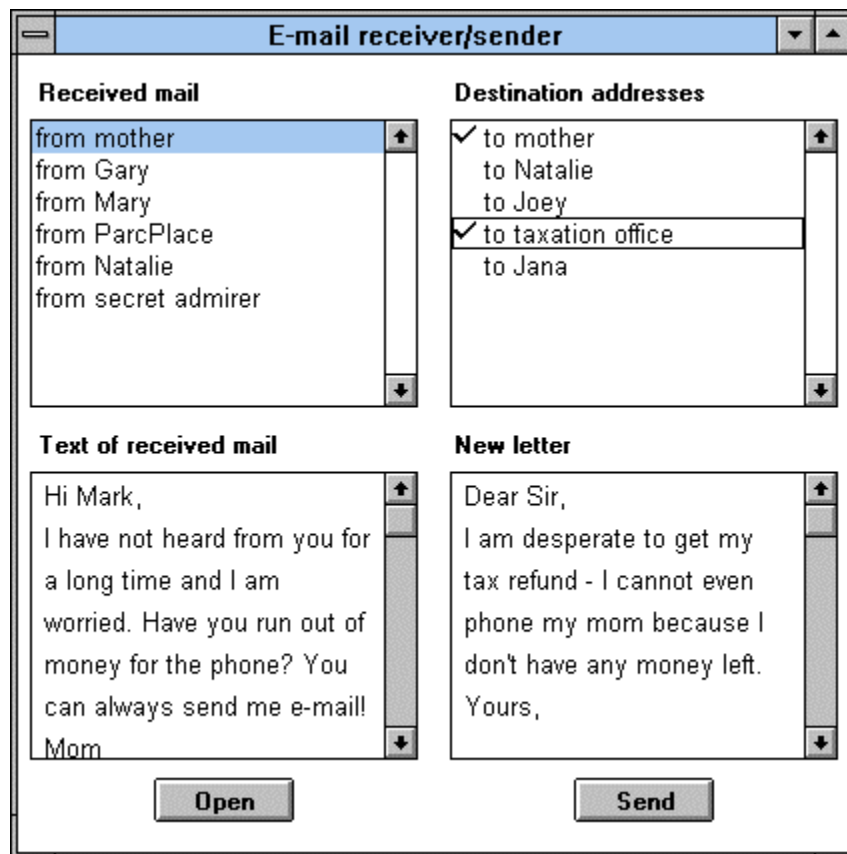 E-mail receiver/sender
Received mail
from mother
from Gary
from Mary
from ParcPlace
from Natalie
from secret admirer
Destination addresses
to mother
to Natalie
to Joey
to taxation office
to Jana
Text of received mail
Hi Mark,
I have not heard from you for
a long time and I am
worried. Have you run out of
money for the phone? You
can always send me e-mail!
Mom
Open
New letter
Dear Sir,
I am desperate to get my
tax refund - I cannot even
phone my mom because I
don't have any money left.
Yours,
Send